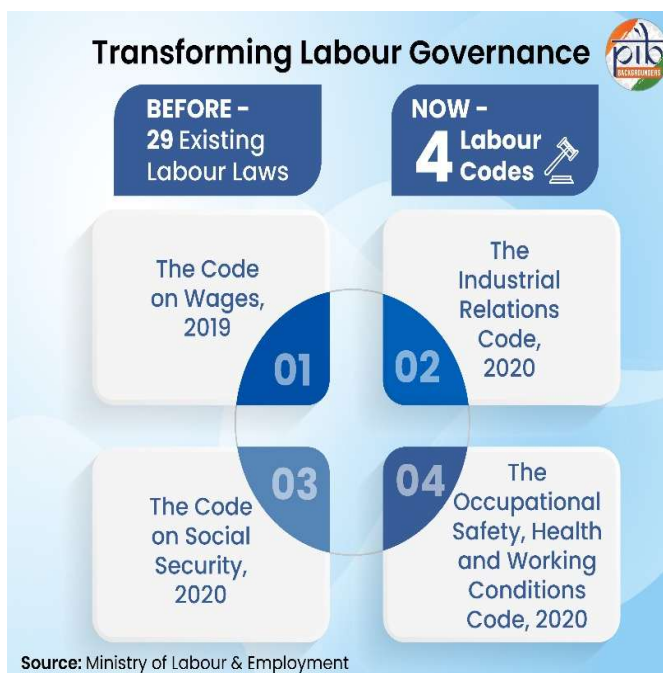 Transforming Labour Governance
pib
BACKGROUNDERS
BEFORE -
29 Existing
Labour Laws
NOW -
4 Labour
Codes
The Code
on Wages,
2019
01
The
Industrial
Relations
Code,
2020
02
The Code
on Social
Security,
2020
03
The
Occupational
Safety, Health
and Working
Conditions
Code, 2020
04
Source: Ministry of Labour & Employment